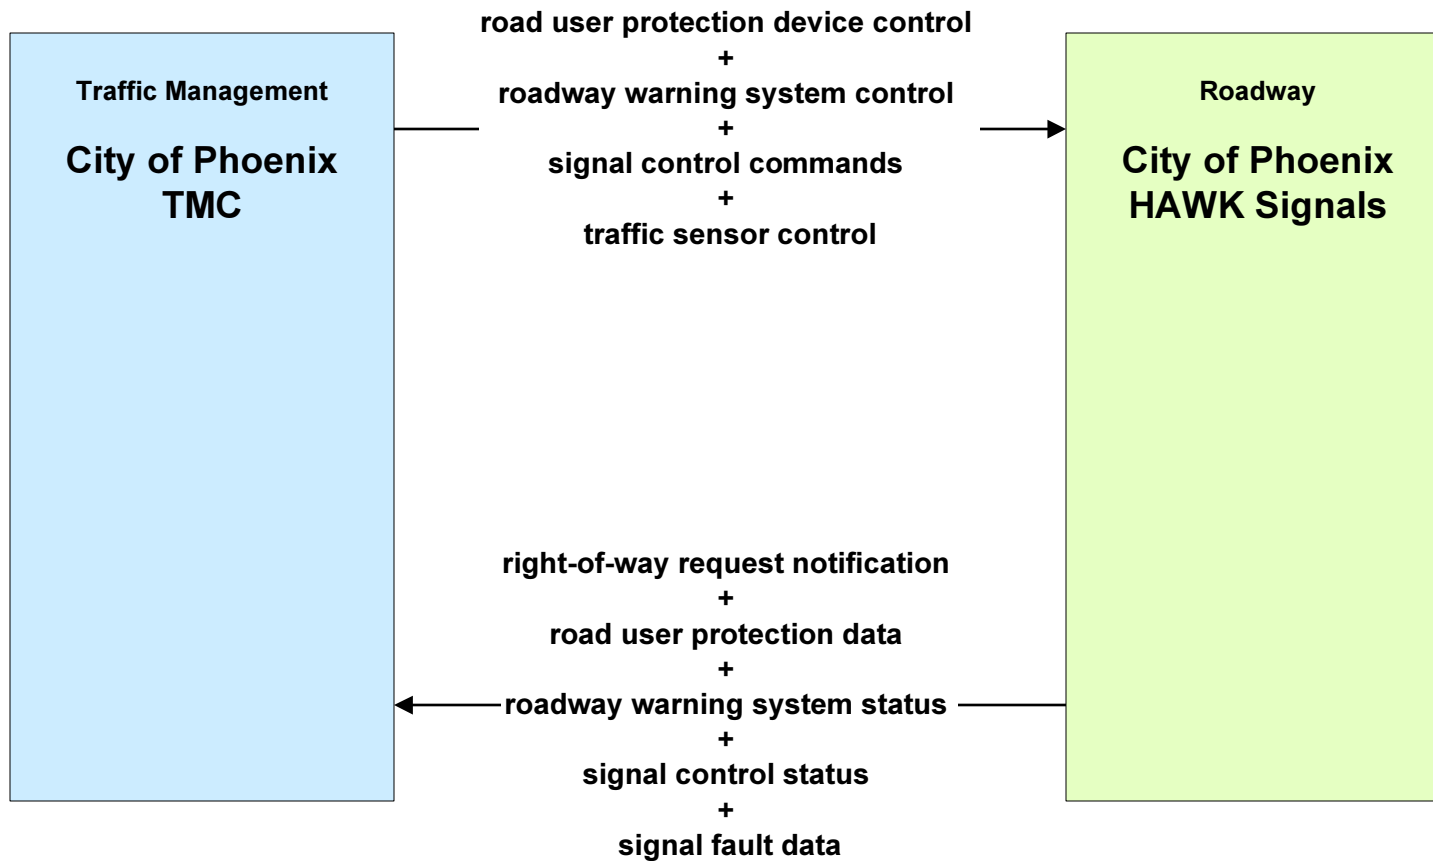 road user protection device control
+
roadway warning system control
+
signal control commands
+
traffic sensor control
Traffic Management
City of Phoenix
TMC
Roadway
City of Phoenix
HAWK Signals
right-of-way request notification
+
road user protection data
+
roadway warning system status
+
signal control status
+
signal fault data